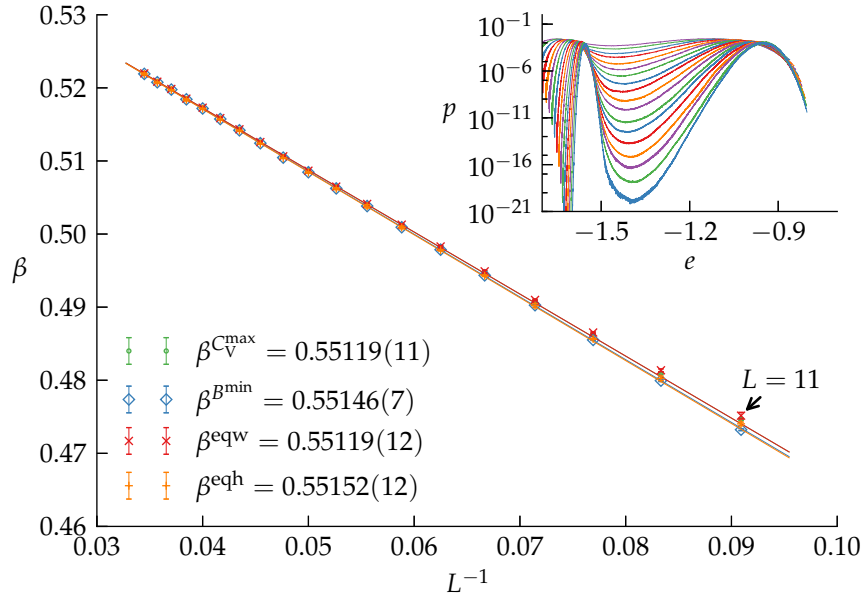 0.52
0.51
0.50
0.49
0.48
0.47
0.46
β
0.03 0.04 0.05 0.06 0.07 0.08 0.09 0.10
L⁻¹
β^{C_V^max} = 0.55119(11)
β^{B^min} = 0.55146(7)
β^eqw = 0.55119(12)
β^eqh = 0.55152(12)
L = 11
10⁻¹
10⁻⁶
10⁻¹¹
10⁻¹⁶
10⁻²¹
p
−1.5 −1.2 −0.9
e